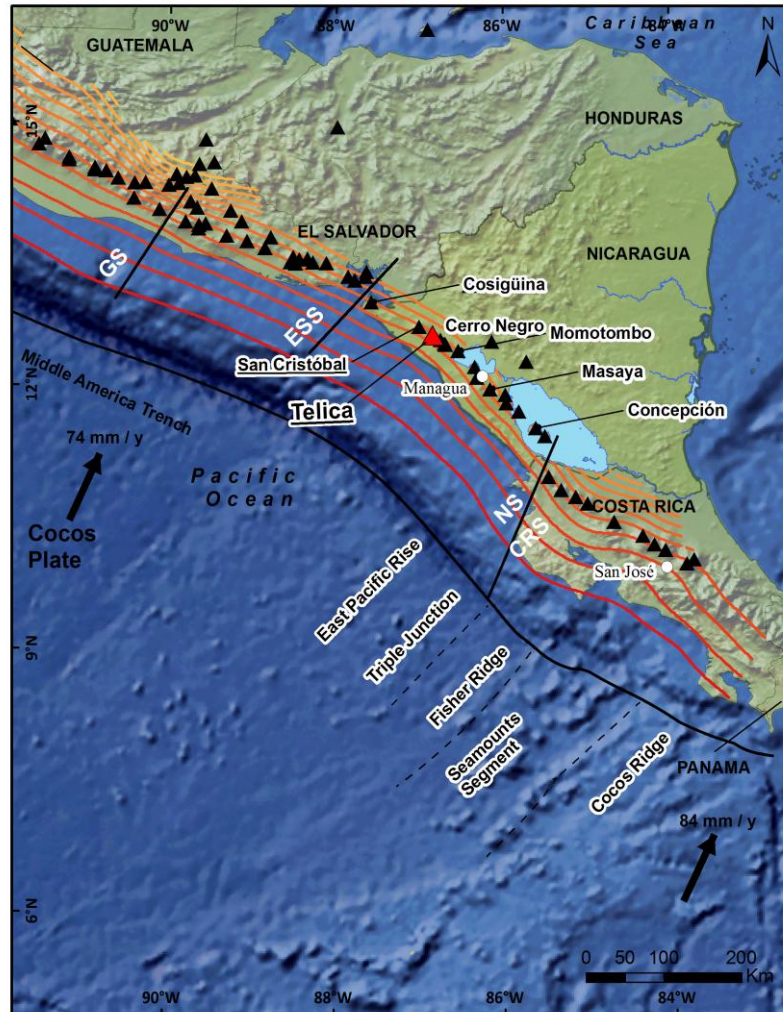 90°W
88°W
86°W
84°W
Caribbean
Sea
N
GUATEMALA
HONDURAS
15°N
EL SALVADOR
NICARAGUA
GS
Cosigüina
ESS
Cerro Negro
Momotombo
San Cristóbal
Masaya
12°N
Managua
Telica
Concepción
Middle America Trench
74 mm / y
Pacific
Ocean
NS
COSTA RICA
CRS
Cocos
Plate
San José
East Pacific Rise
Triple Junction
9°N
Fisher Ridge
Seamounts
Segment
Cocos Ridge
PANAMA
84 mm / y
6°N
0 50 100 200
Km
90°W
88°W
86°W
84°W